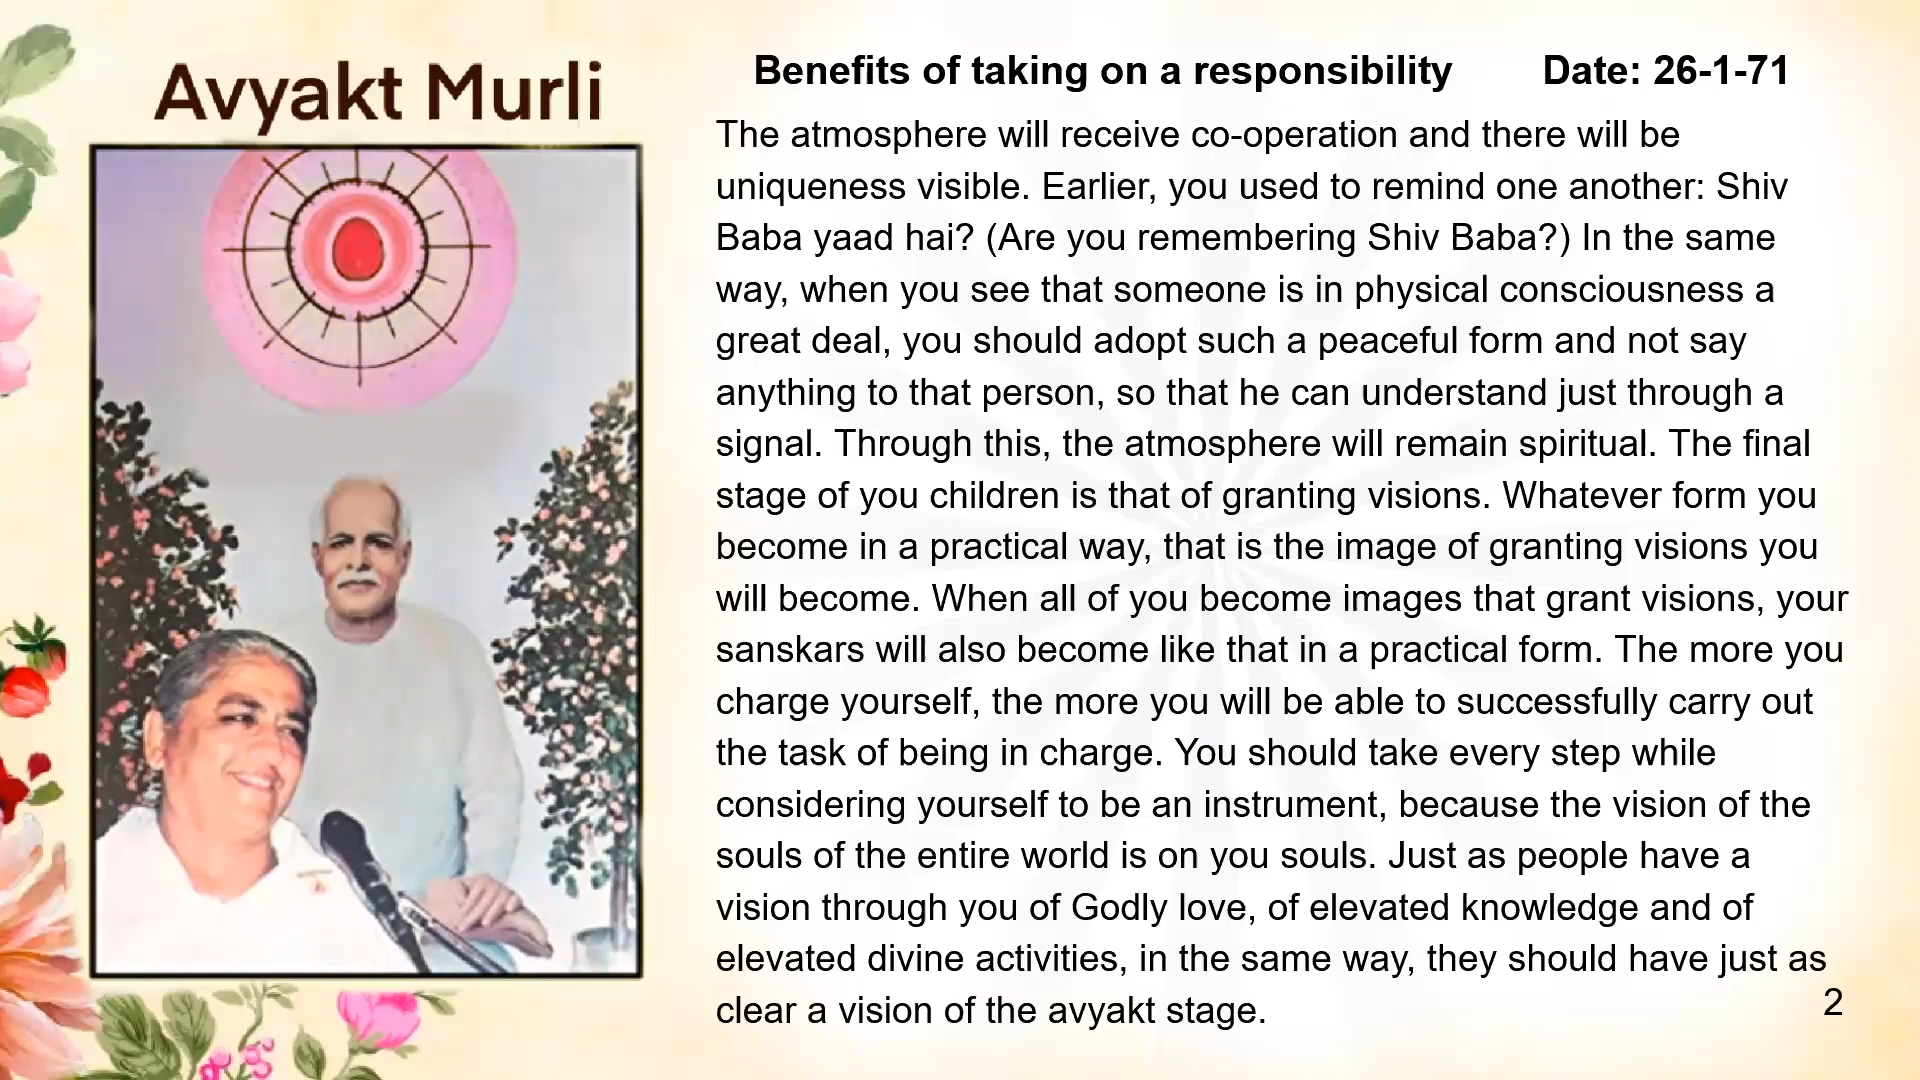 Avyakt Murli
Benefits of taking on a responsibility Date: 26-1-71
The atmosphere will receive co-operation and there will be
uniqueness visible. Earlier, you used to remind one another: Shiv
Baba yaad hai? (Are you remembering Shiv Baba?) In the same
way, when you see that someone is in physical consciousness a
great deal, you should adopt such a peaceful form and not say
anything to that person, so that he can understand just through a
signal. Through this, the atmosphere will remain spiritual. The final
stage of you children is that of granting visions. Whatever form you
become in a practical way, that is the image of granting visions you
will become. When all of you become images that grant visions, your
sanskars will also become like that in a practical form. The more you
charge yourself, the more you will be able to successfully carry out
the task of being in charge. You should take every step while
considering yourself to be an instrument, because the vision of the
souls of the entire world is on you souls. Just as people have a
vision through you of Godly love, of elevated knowledge and of
elevated divine activities, in the same way, they should have just as
clear a vision of the avyakt stage.
2